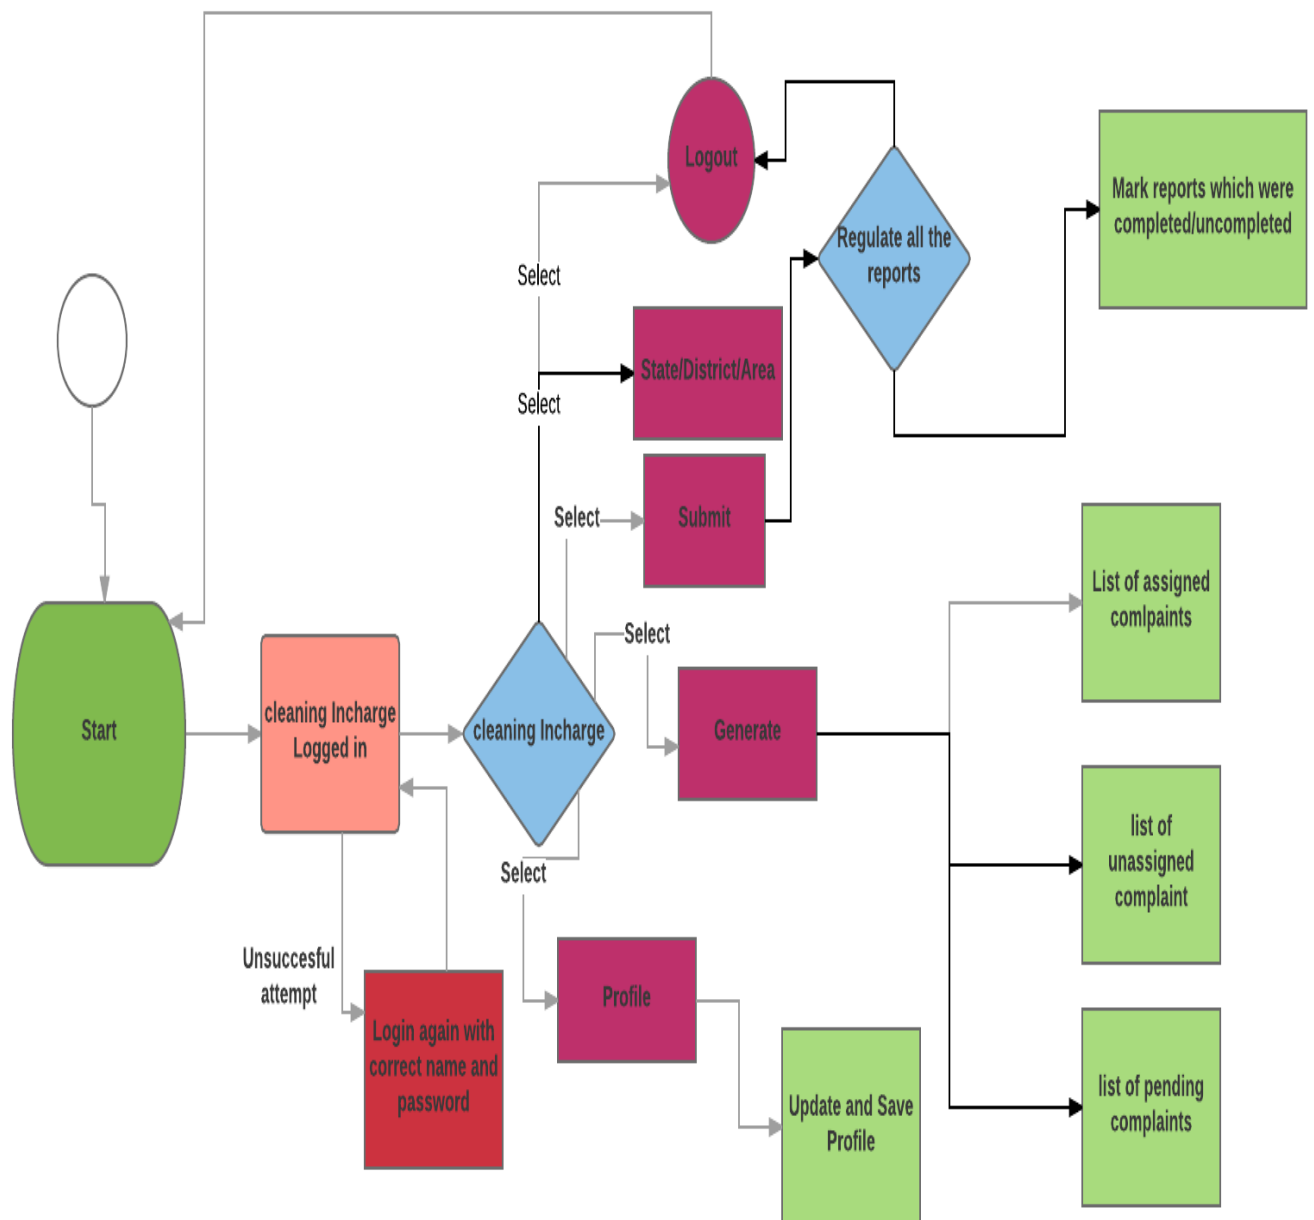 Logout
Mark reports which were
completed/uncompleted
Regulate all the
reports
Select
State/District/Area
Select
Select
Submit
List of assigned
comlpaints
Select
Start
cleaning Incharge
Logged in
cleaning Incharge
Generate
list of
unassigned
complaint
Select
Unsuccesful
attempt
Profile
Login again with
correct name and
password
Update and Save
Profile
list of pending
complaints